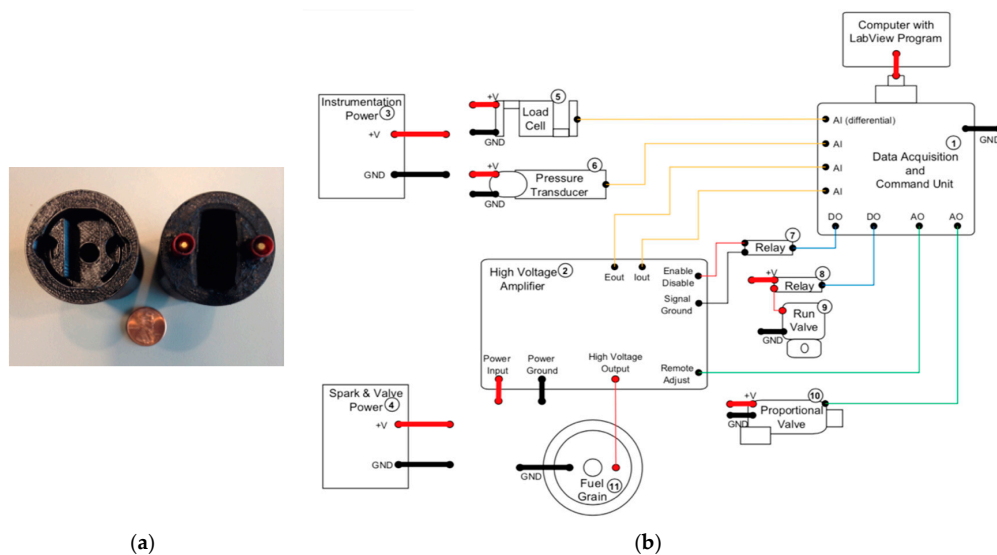 Computer with
LabView Program
Instrumentation
Power 3
+V
GND
+V
5
Load
Cell
GND
+V
6
Pressure
Transducer
GND
AI (differential)
AI
AI
AI
1
Data Acquisition
and
Command Unit
GND
DO
DO
AO
AO
High Voltage 2
Amplifier
Eout
Iout
Enable
Disable
Signal
Ground
Power
Input
Power
Ground
High Voltage
Output
Remote
Adjust
7
Relay
+V
8
Relay
9
Run
Valve
GND
Spark & Valve
Power 4
+V
GND
+V
10
Proportional
Valve
GND
GND
Fuel
Grain 11
(a)
(b)